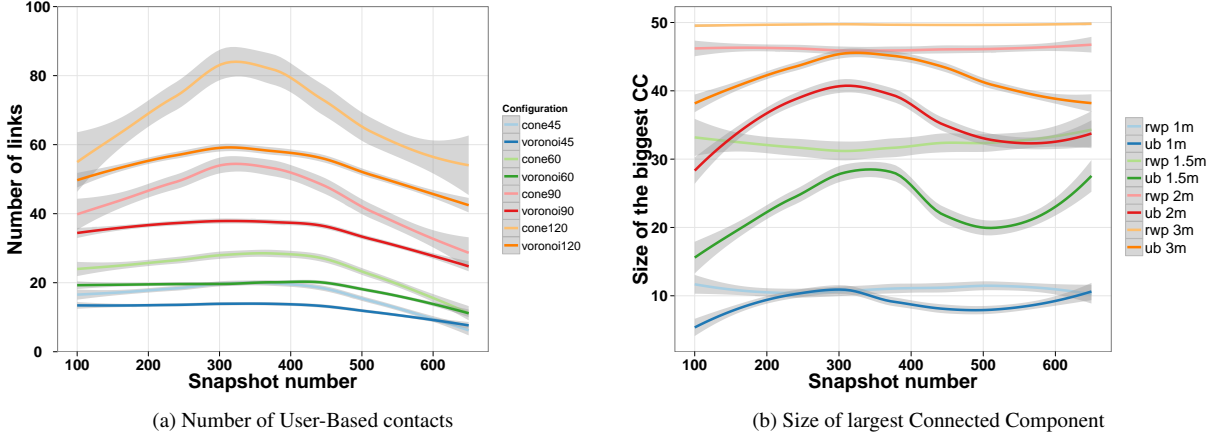 Number of links
100
80
60
40
20
0
100 200 300 400 500 600
Snapshot number
Configuration
cone45
voronoi45
cone60
voronoi60
cone90
voronoi90
cone120
voronoi120
(a) Number of User-Based contacts
Size of the biggest CC
50
40
30
20
10
100 200 300 400 500 600
Snapshot number
rwp 1m
ub 1m
rwp 1.5m
ub 1.5m
rwp 2m
ub 2m
rwp 3m
ub 3m
(b) Size of largest Connected Component